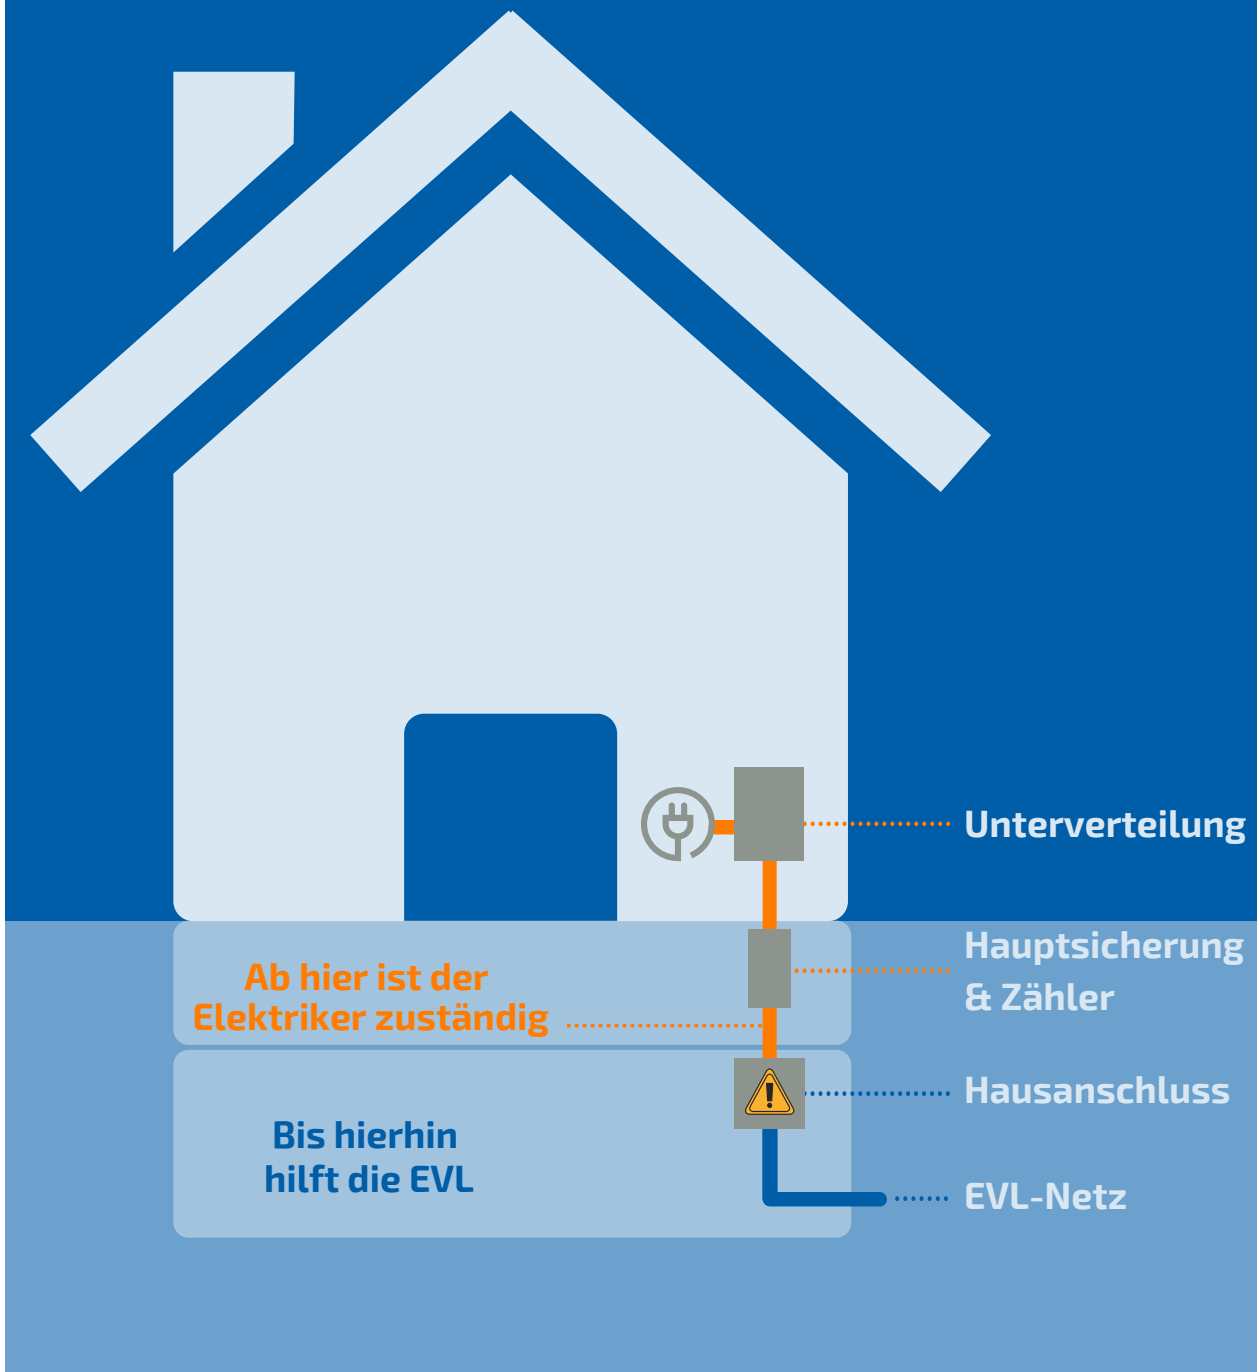 Unterverteilung
Hauptsicherung
& Zähler
Ab hier ist der
Elektriker zuständig
Hausanschluss
Bis hierhin
hilft die EVL
EVL-Netz